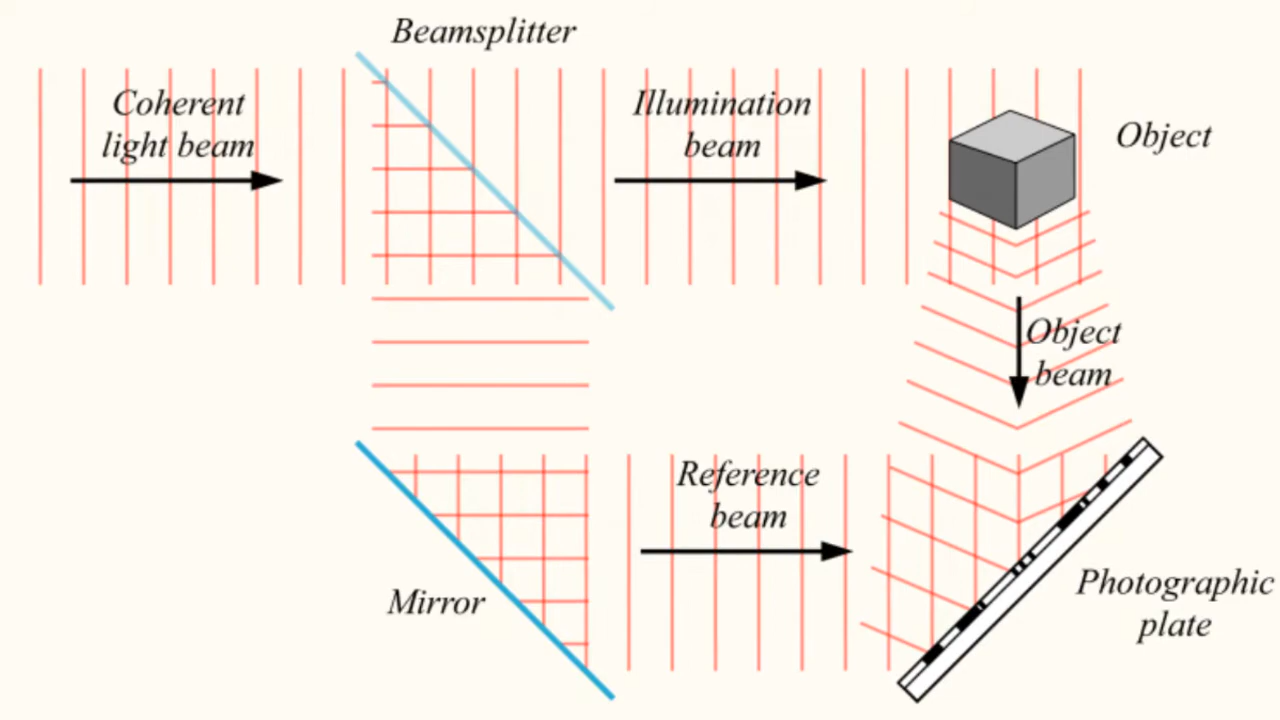 Beamsplitter
Coherent
light beam
Illumination
beam
Object
Object
beam
Reference
beam
Mirror
Photographic
plate